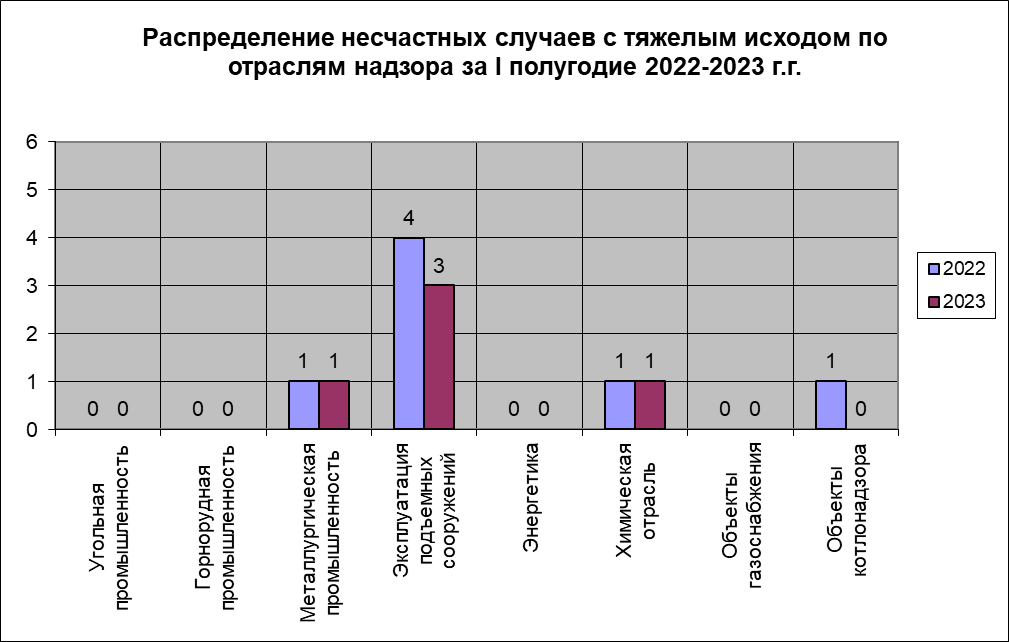 Распределение несчастных случаев с тяжелым исходом по
отраслям надзора за I полугодие 2022-2023 г.г.
6
5
4
3
2
1
0
0 0
0 0
1 1
4 3
0 0
1 1
0 0
1 0
Угольная
промышленность
Горнорудная
промышленность
Металлургическая
промышленность
Эксплуатация
подъемных
сооружений
Энергетика
Химическая
отрасль
Объекты
газоснабжения
Объекты
котлонадзора
2022
2023